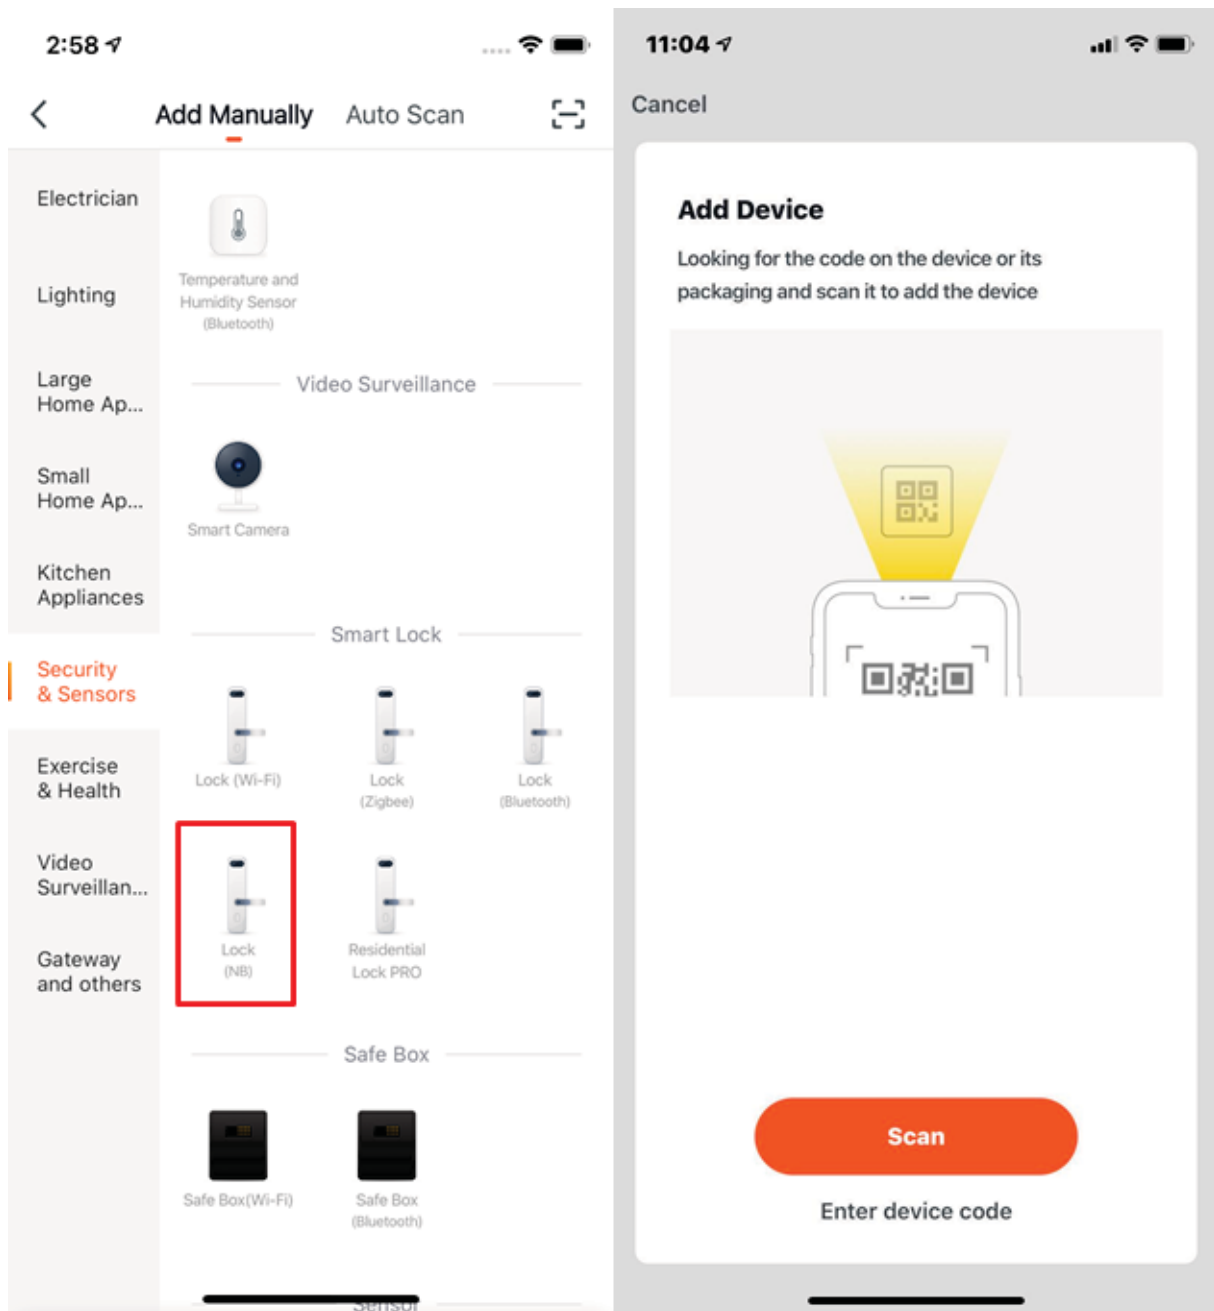 2:58
Add Manually
Auto Scan
Electrician
Lighting
Large
Home Ap...
Small
Home Ap...
Kitchen
Appliances
Security
& Sensors
Exercise
& Health
Video
Surveillan...
Gateway
and others
Temperature and
Humidity Sensor
(Bluetooth)
Video Surveillance
Smart Camera
Smart Lock
Lock (Wi-Fi)
Lock
(Zigbee)
Lock
(Bluetooth)
Lock
(NB)
Residential
Lock PRO
Safe Box
Safe Box(Wi-Fi)
Safe Box
(Bluetooth)
Sensor
11:04
Cancel
Add Device
Looking for the code on the device or its
packaging and scan it to add the device
Scan
Enter device code